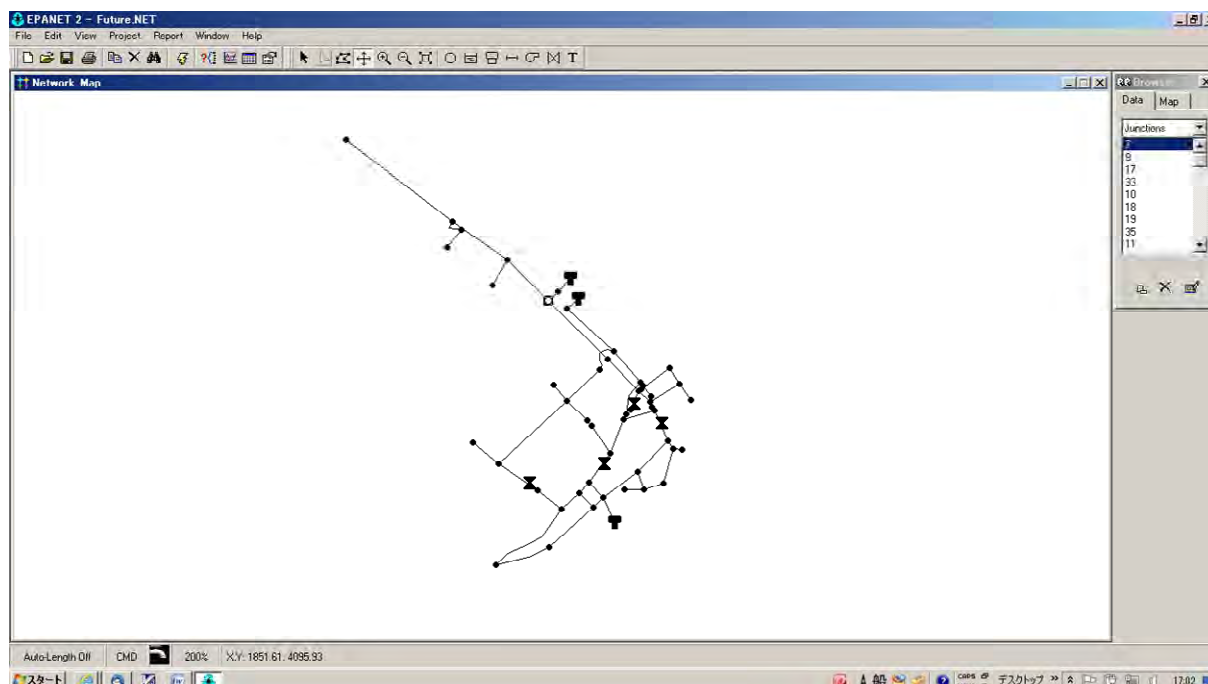 EPANET 2 - Future.NET
File Edit View Project Report Window Help
T
Network Map
Browser
Data Map
Junctions
9
17
33
10
18
19
35
11
Auto-Length Off CMD 200% X,Y: 1851.61, 4095.93
スタート
CAPS デスクトップ » 17:02